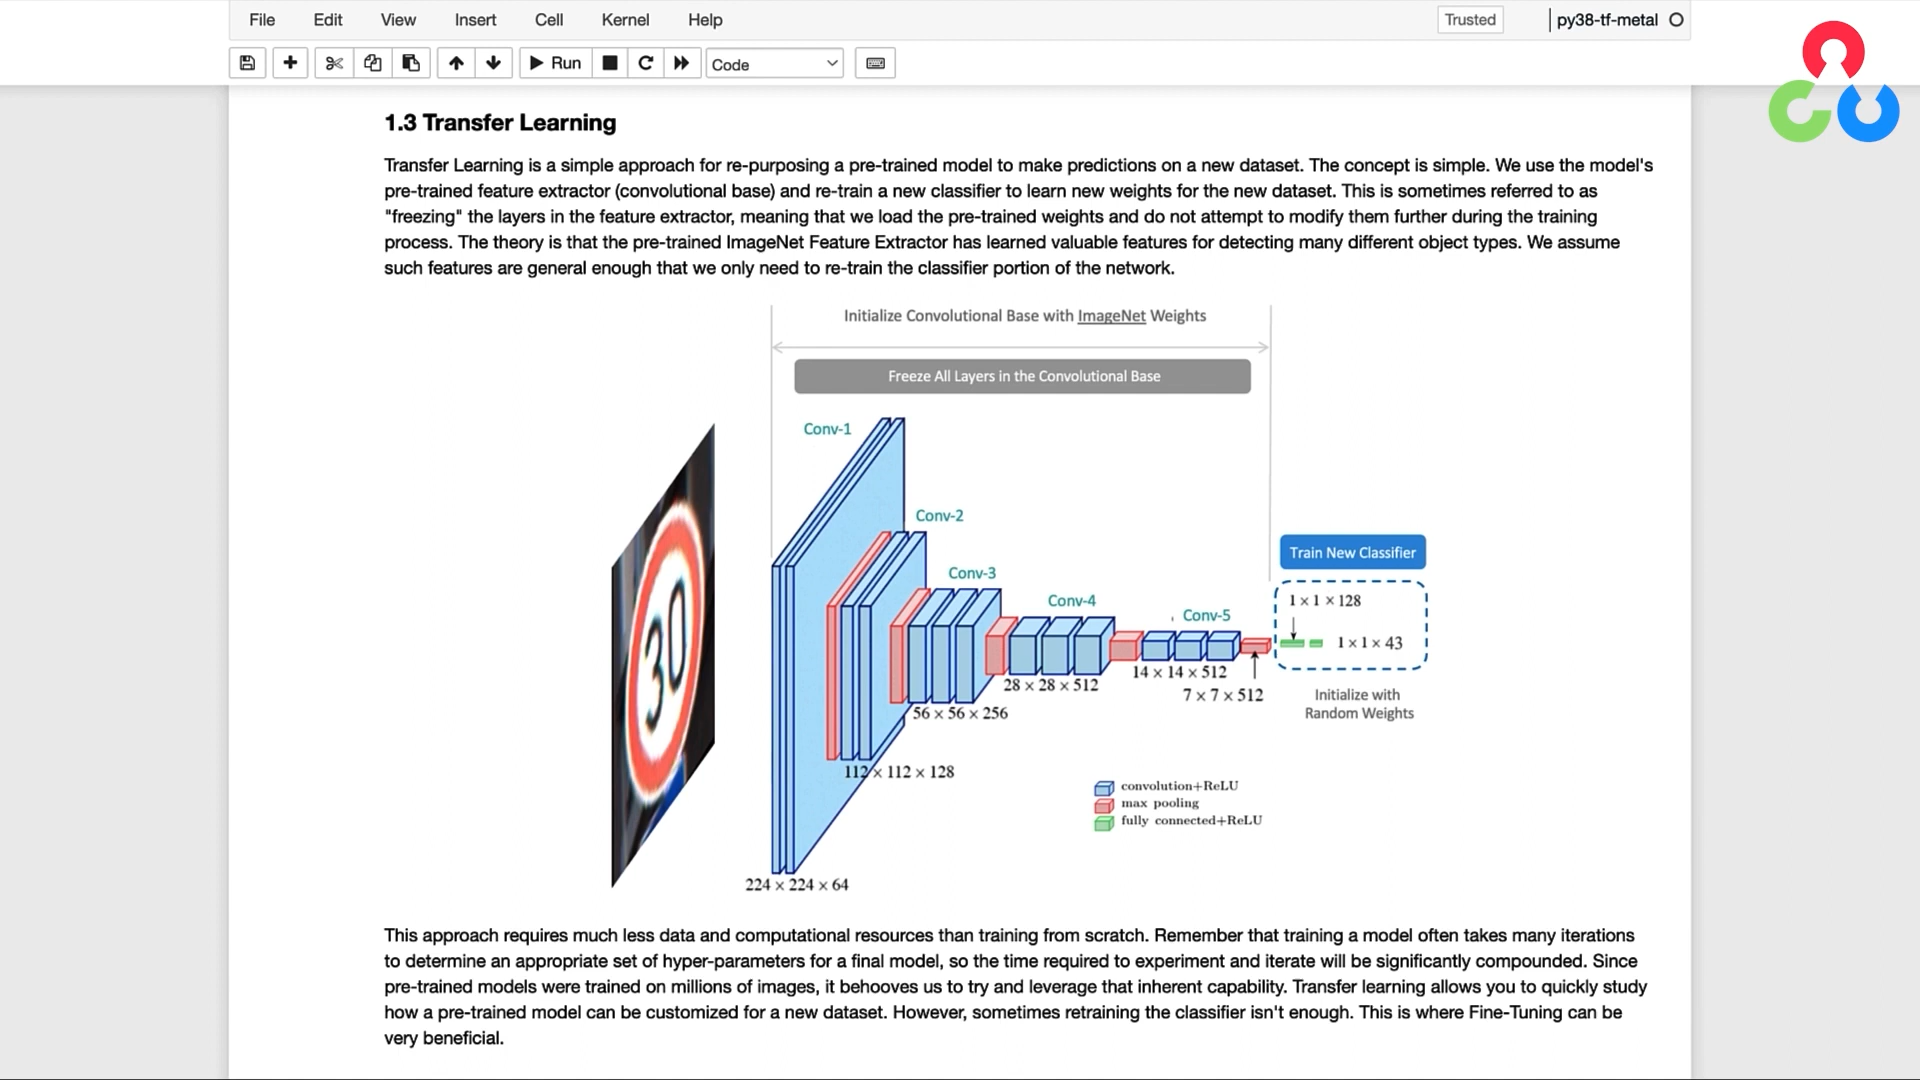 File Edit View Insert Cell Kernel Help Trusted py38-tf-metal
Run Code
1.3 Transfer Learning
Transfer Learning is a simple approach for re-purposing a pre-trained model to make predictions on a new dataset. The concept is simple. We use the model's
pre-trained feature extractor (convolutional base) and re-train a new classifier to learn new weights for the new dataset. This is sometimes referred to as
"freezing" the layers in the feature extractor, meaning that we load the pre-trained weights and do not attempt to modify them further during the training
process. The theory is that the pre-trained ImageNet Feature Extractor has learned valuable features for detecting many different object types. We assume
such features are general enough that we only need to re-train the classifier portion of the network.
Initialize Convolutional Base with ImageNet Weights
Freeze All Layers in the Convolutional Base
Conv-1
Conv-2
Conv-3
Conv-4
Conv-5
30
Train New Classifier
1 x 1 x 128
1 x 1 x 43
14 x 14 x 512
28 x 28 x 512
7 x 7 x 512
56 x 56 x 256
Initialize with
Random Weights
112 x 112 x 128
convolution+ReLU
max pooling
fully connected+ReLU
224 x 224 x 64
This approach requires much less data and computational resources than training from scratch. Remember that training a model often takes many iterations
to determine an appropriate set of hyper-parameters for a final model, so the time required to experiment and iterate will be significantly compounded. Since
pre-trained models were trained on millions of images, it behooves us to try and leverage that inherent capability. Transfer learning allows you to quickly study
how a pre-trained model can be customized for a new dataset. However, sometimes retraining the classifier isn't enough. This is where Fine-Tuning can be
very beneficial.